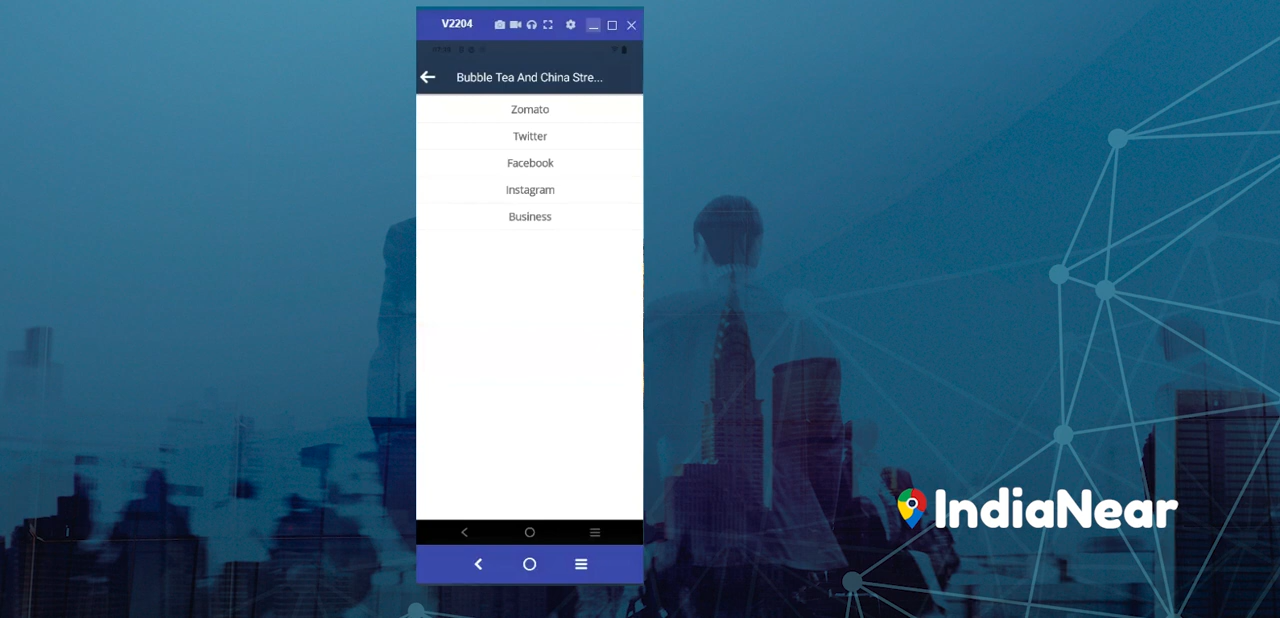 V2204
Bubble Tea And China Stre...
Zomato
Twitter
Facebook
Instagram
Business
IndiaNear